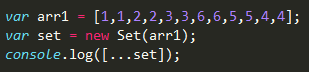 var arr1 = [1,1,2,2,3,3,6,6,5,5,4,4];
var set = new Set(arr1);
console.log([...set]);